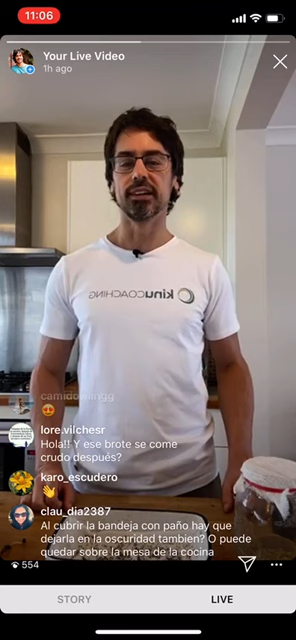 11:06
Your Live Video
1h ago
kinuCOACHING
camidowlingg
😍
lore.vilchesr
Hola!! Y ese brote se come
crudo después?
karo_escudero
👋
clau_dia2387
Al cubrir la bandeja con paño hay que
dejarla en la oscuridad tambien? O puede
quedar sobre la mesa de la cocina
554
STORY
LIVE